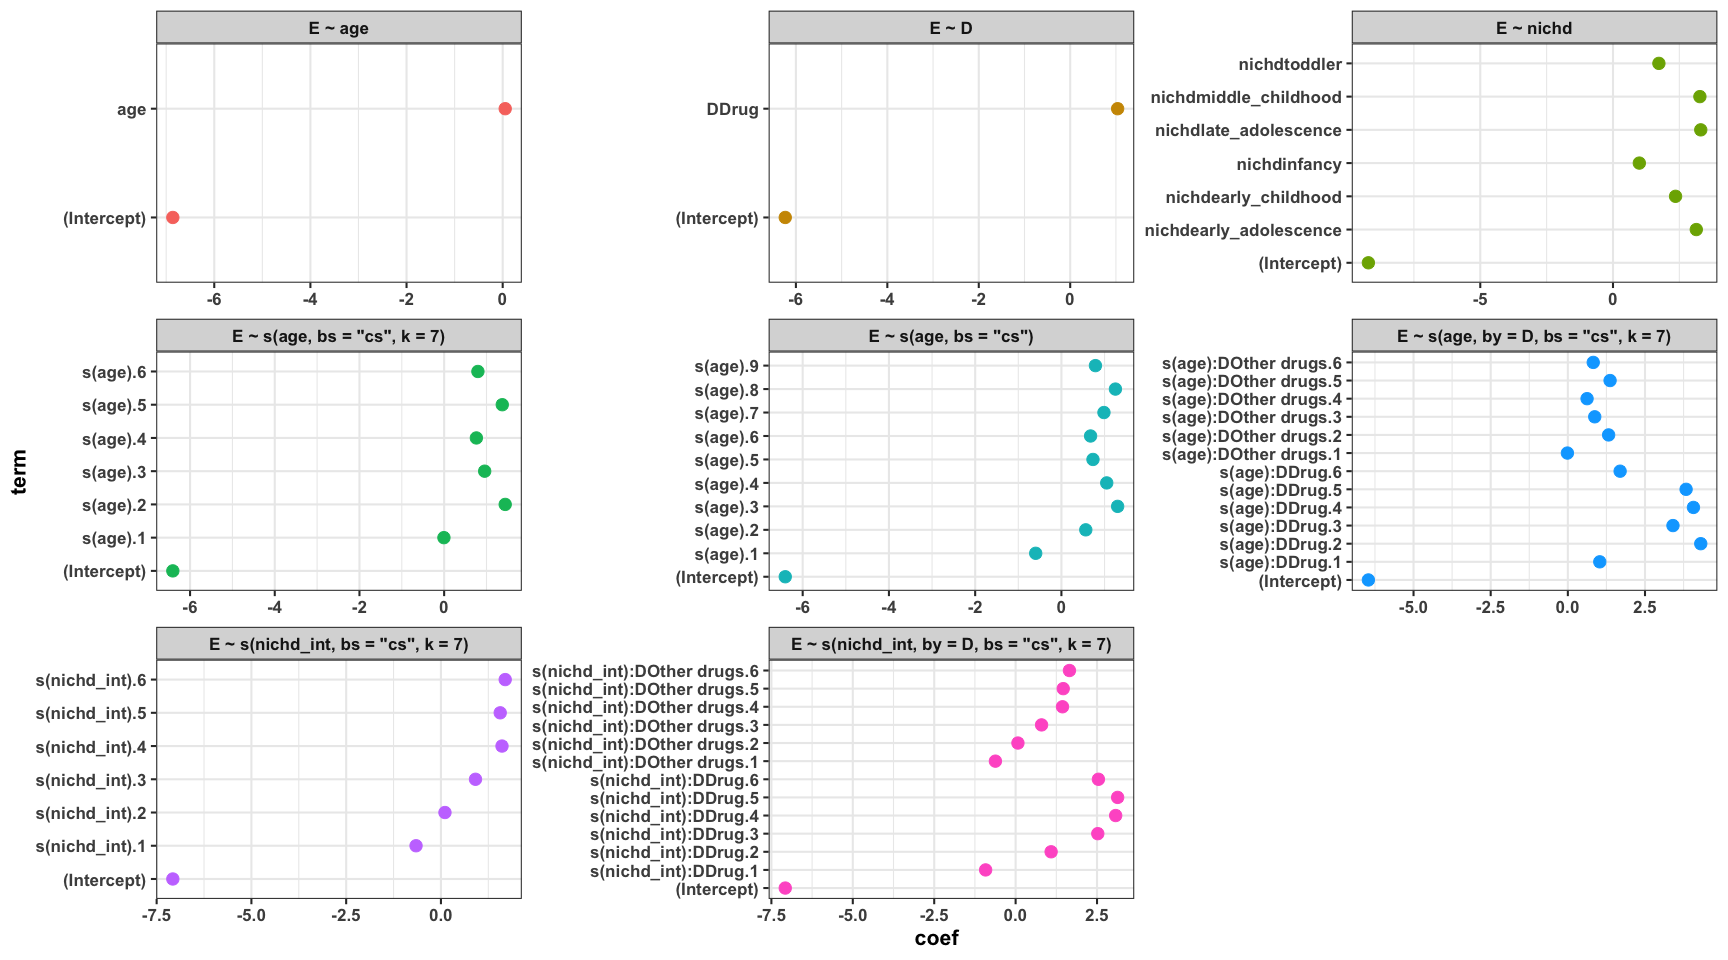 E ~ age
age
(Intercept)
-6
-4
-2
0
E ~ D
DDrug
(Intercept)
-6
-4
-2
0
E ~ nichd
nichdtoddler
nichdmiddle_childhood
nichdlate_adolescence
nichdinfancy
nichdearly_childhood
nichdearly_adolescence
(Intercept)
-5
0
E ~ s(age, bs = "cs", k = 7)
s(age).6
s(age).5
s(age).4
s(age).3
s(age).2
s(age).1
(Intercept)
-6
-4
-2
0
E ~ s(age, bs = "cs")
s(age).9
s(age).8
s(age).7
s(age).6
s(age).5
s(age).4
s(age).3
s(age).2
s(age).1
(Intercept)
-6
-4
-2
0
E ~ s(age, by = D, bs = "cs", k = 7)
s(age):DOther drugs.6
s(age):DOther drugs.5
s(age):DOther drugs.4
s(age):DOther drugs.3
s(age):DOther drugs.2
s(age):DOther drugs.1
s(age):DDrug.6
s(age):DDrug.5
s(age):DDrug.4
s(age):DDrug.3
s(age):DDrug.2
s(age):DDrug.1
(Intercept)
-5.0
-2.5
0.0
2.5
E ~ s(nichd_int, bs = "cs", k = 7)
s(nichd_int).6
s(nichd_int).5
s(nichd_int).4
s(nichd_int).3
s(nichd_int).2
s(nichd_int).1
(Intercept)
-7.5
-5.0
-2.5
0.0
E ~ s(nichd_int, by = D, bs = "cs", k = 7)
s(nichd_int):DOther drugs.6
s(nichd_int):DOther drugs.5
s(nichd_int):DOther drugs.4
s(nichd_int):DOther drugs.3
s(nichd_int):DOther drugs.2
s(nichd_int):DOther drugs.1
s(nichd_int):DDrug.6
s(nichd_int):DDrug.5
s(nichd_int):DDrug.4
s(nichd_int):DDrug.3
s(nichd_int):DDrug.2
s(nichd_int):DDrug.1
(Intercept)
-7.5
-5.0
-2.5
0.0
2.5
term
coef